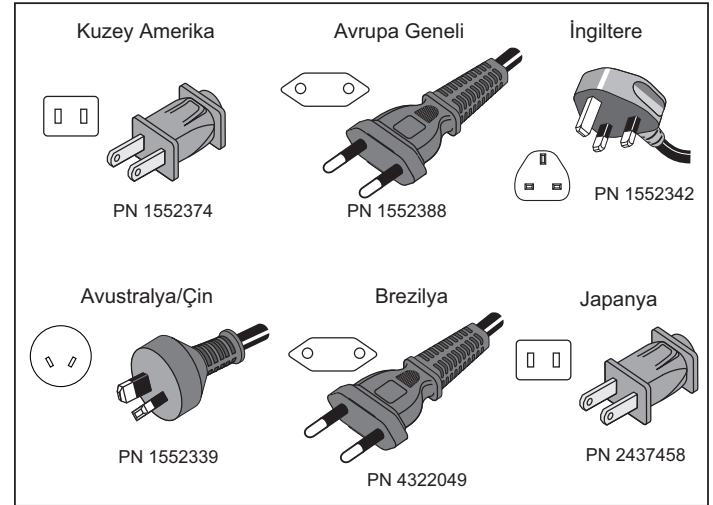 Kuzey Amerika
Avrupa Geneli
İngiltere
PN 1552374
PN 1552388
PN 1552342
Avustralya/Çin
Brezilya
Japanya
PN 1552339
PN 4322049
PN 2437458